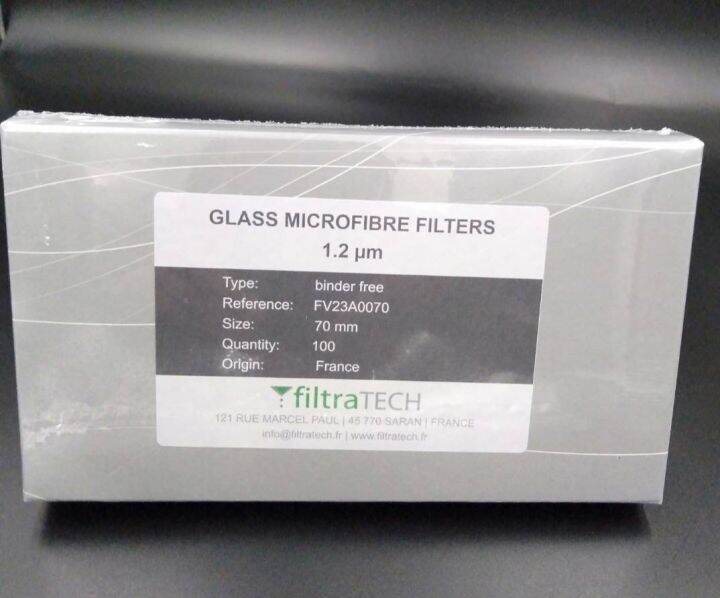 GLASS MICROFIBRE FILTERS
1.2 µm
Type: binder free
Reference: FV23A0070
Size: 70 mm
Quantity: 100
Origin: France
filtraTECH
121 RUE MARCEL PAUL | 45 770 SARAN | FRANCE
info@filtratech.fr | www.filtratech.fr